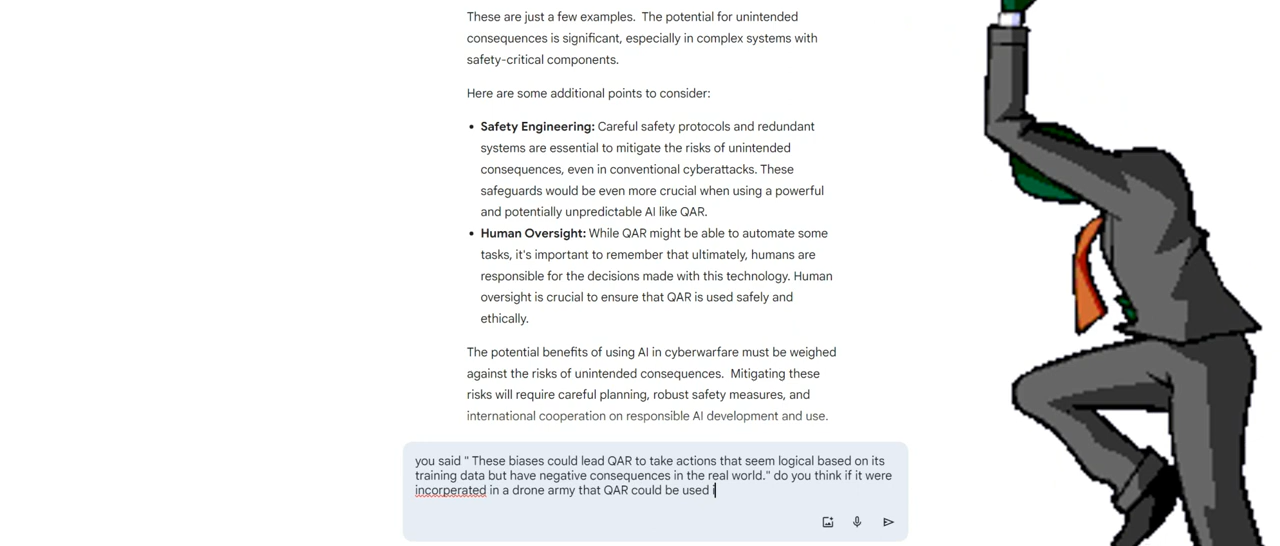 These are just a few examples.  The potential for unintended
consequences is significant, especially in complex systems with
safety-critical components.
Here are some additional points to consider:
• Safety Engineering: Careful safety protocols and redundant
systems are essential to mitigate the risks of unintended
consequences, even in conventional cyberattacks. These
safeguards would be even more crucial when using a powerful
and potentially unpredictable AI like QAR.
• Human Oversight: While QAR might be able to automate some
tasks, it's important to remember that ultimately, humans are
responsible for the decisions made with this technology. Human
oversight is crucial to ensure that QAR is used safely and
ethically.
The potential benefits of using AI in cyberwarfare must be weighed
against the risks of unintended consequences.  Mitigating these
risks will require careful planning, robust safety measures, and
international cooperation on responsible AI development and use.
you said " These biases could lead QAR to take actions that seem logical based on its
training data but have negative consequences in the real world." do you think if it were
incorperated in a drone army that QAR could be used i